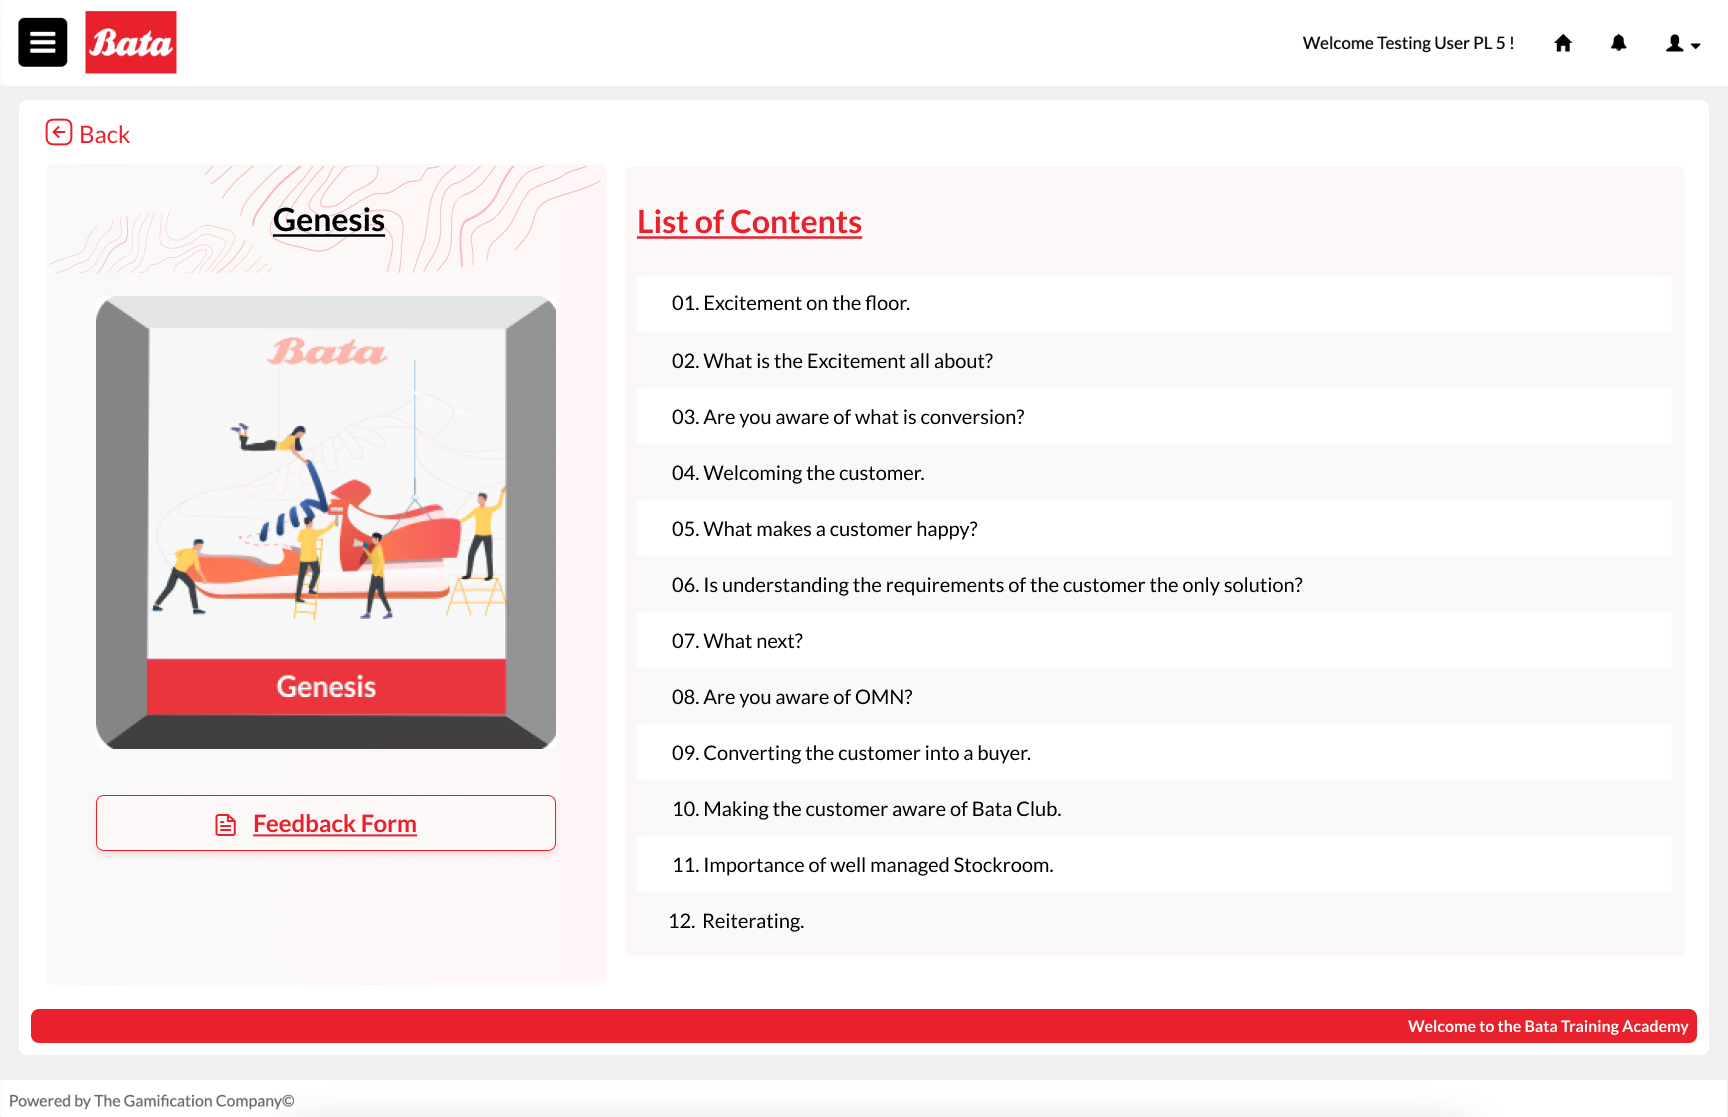 Bata
Welcome Testing User PL 5 !
Back
Genesis
Bata
Genesis
Feedback Form
List of Contents
01. Excitement on the floor.
02. What is the Excitement all about?
03. Are you aware of what is conversion?
04. Welcoming the customer.
05. What makes a customer happy?
06. Is understanding the requirements of the customer the only solution?
07. What next?
08. Are you aware of OMN?
09. Converting the customer into a buyer.
10. Making the customer aware of Bata Club.
11. Importance of well managed Stockroom.
12. Reiterating.
Welcome to the Bata Training Academy
Powered by The Gamification Company©